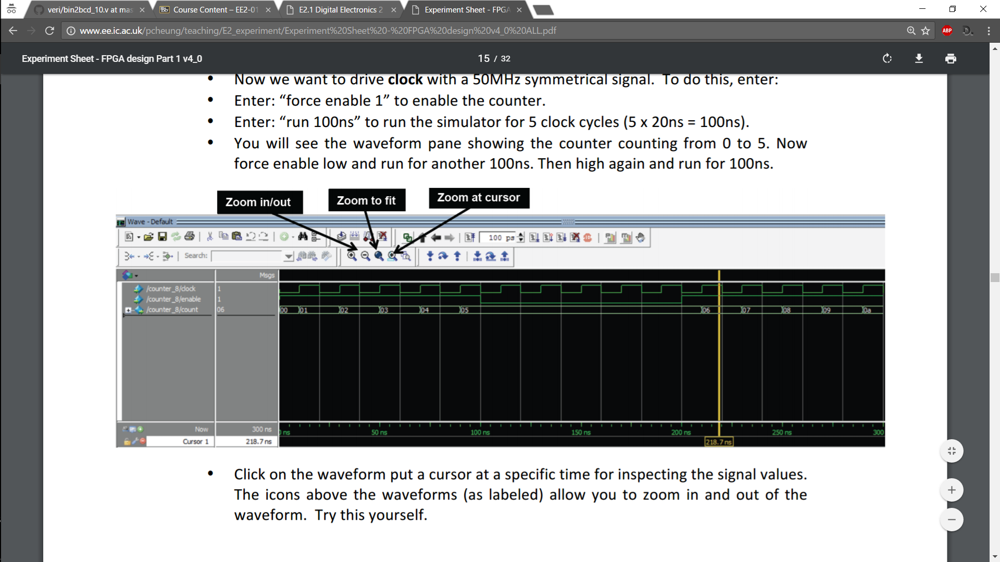 veri/bin2bcd_10.v at mas
Course Content – EE2-01
E2.1 Digital Electronics 2
Experiment Sheet - FPGA
www.ee.ic.ac.uk/pcheung/teaching/E2_experiment/Experiment%20Sheet%20-%20FPGA%20design%20v4_0%20ALL.pdf
ABP
Experiment Sheet - FPGA design Part 1 v4_0
15 / 32
• Now we want to drive clock with a 50MHz symmetrical signal. To do this, enter:
• Enter: “force enable 1” to enable the counter.
• Enter: “run 100ns” to run the simulator for 5 clock cycles (5 x 20ns = 100ns).
• You will see the waveform pane showing the counter counting from 0 to 5. Now
force enable low and run for another 100ns. Then high again and run for 100ns.
Zoom in/out
Zoom to fit
Zoom at cursor
Wave - Default
100 ps
Search:
Msgs
/counter_8/clock 1
/counter_8/enable 1
/counter_8/count 06
00 01 02 03 04 05 06 07 08 09 0a
Now 300 ns
0 ns 50 ns 100 ns 150 ns 200 ns 250 ns 300
Cursor 1 218.7 ns
218.7 ns
• Click on the waveform put a cursor at a specific time for inspecting the signal values.
The icons above the waveforms (as labeled) allow you to zoom in and out of the
waveform. Try this yourself.